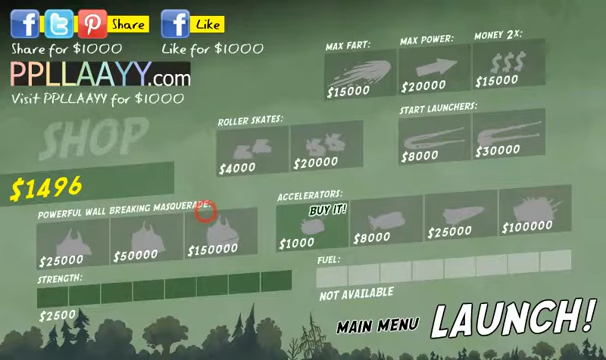 Share
Like
Share for $1000
Like for $1000
PPLLAAYY.com
Visit PPLLAAYY for $1000
MAX FART:
MAX POWER:
MONEY 2X:
$15000
$20000
$15000
SHOP
ROLLER SKATES:
START LAUNCHERS:
$4000
$20000
$8000
$30000
$1496
POWERFUL WALL BREAKING MASQUERADE:
ACCELERATORS:
BUY IT!
$25000
$50000
$150000
$1000
$8000
$25000
$100000
STRENGTH:
FUEL:
$2500
NOT AVAILABLE
MAIN MENU
LAUNCH!